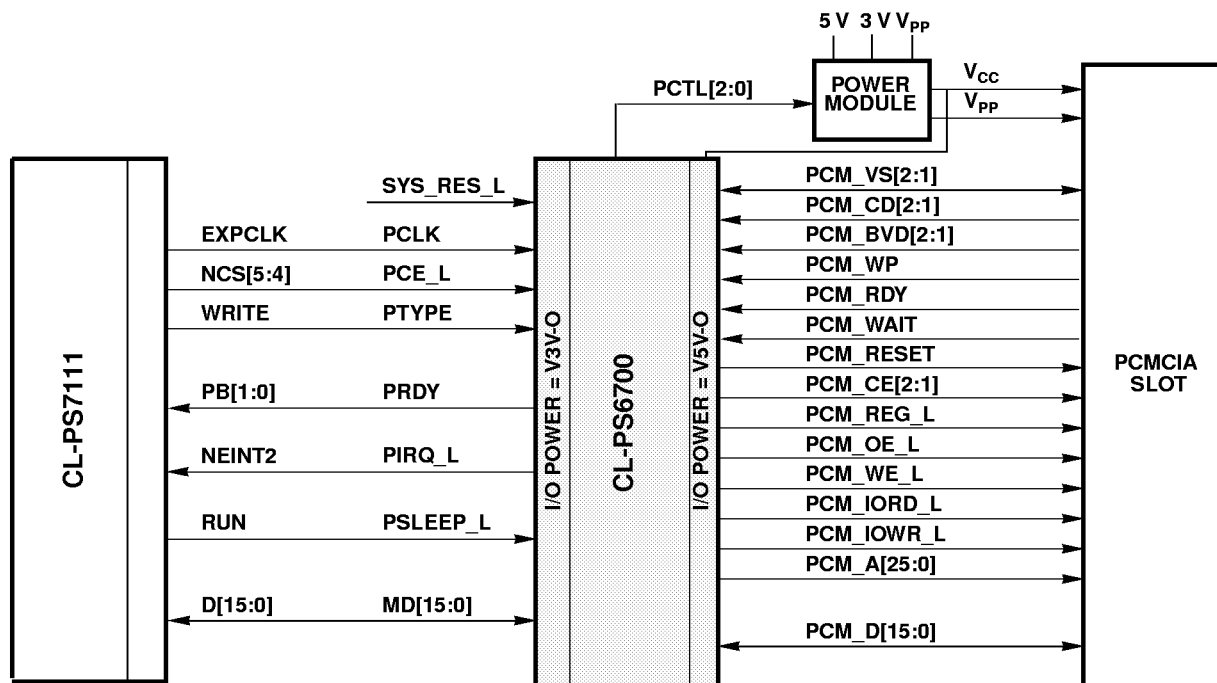 5 V 3 V VPP
POWER
MODULE
VCC
VPP
PCTL[2:0]
CL-PS7111
SYS_RES_L
EXPCLK PCLK
NCS[5:4] PCE_L
WRITE PTYPE
PB[1:0] PRDY
NEINT2 PIRQ_L
RUN PSLEEP_L
D[15:0] MD[15:0]
I/O POWER = V3V-O
CL-PS6700
I/O POWER = V5V-O
PCM_VS[2:1]
PCM_CD[2:1]
PCM_BVD[2:1]
PCM_WP
PCM_RDY
PCM_WAIT
PCM_RESET
PCM_CE[2:1]
PCM_REG_L
PCM_OE_L
PCM_WE_L
PCM_IORD_L
PCM_IOWR_L
PCM_A[25:0]
PCM_D[15:0]
PCMCIA
SLOT